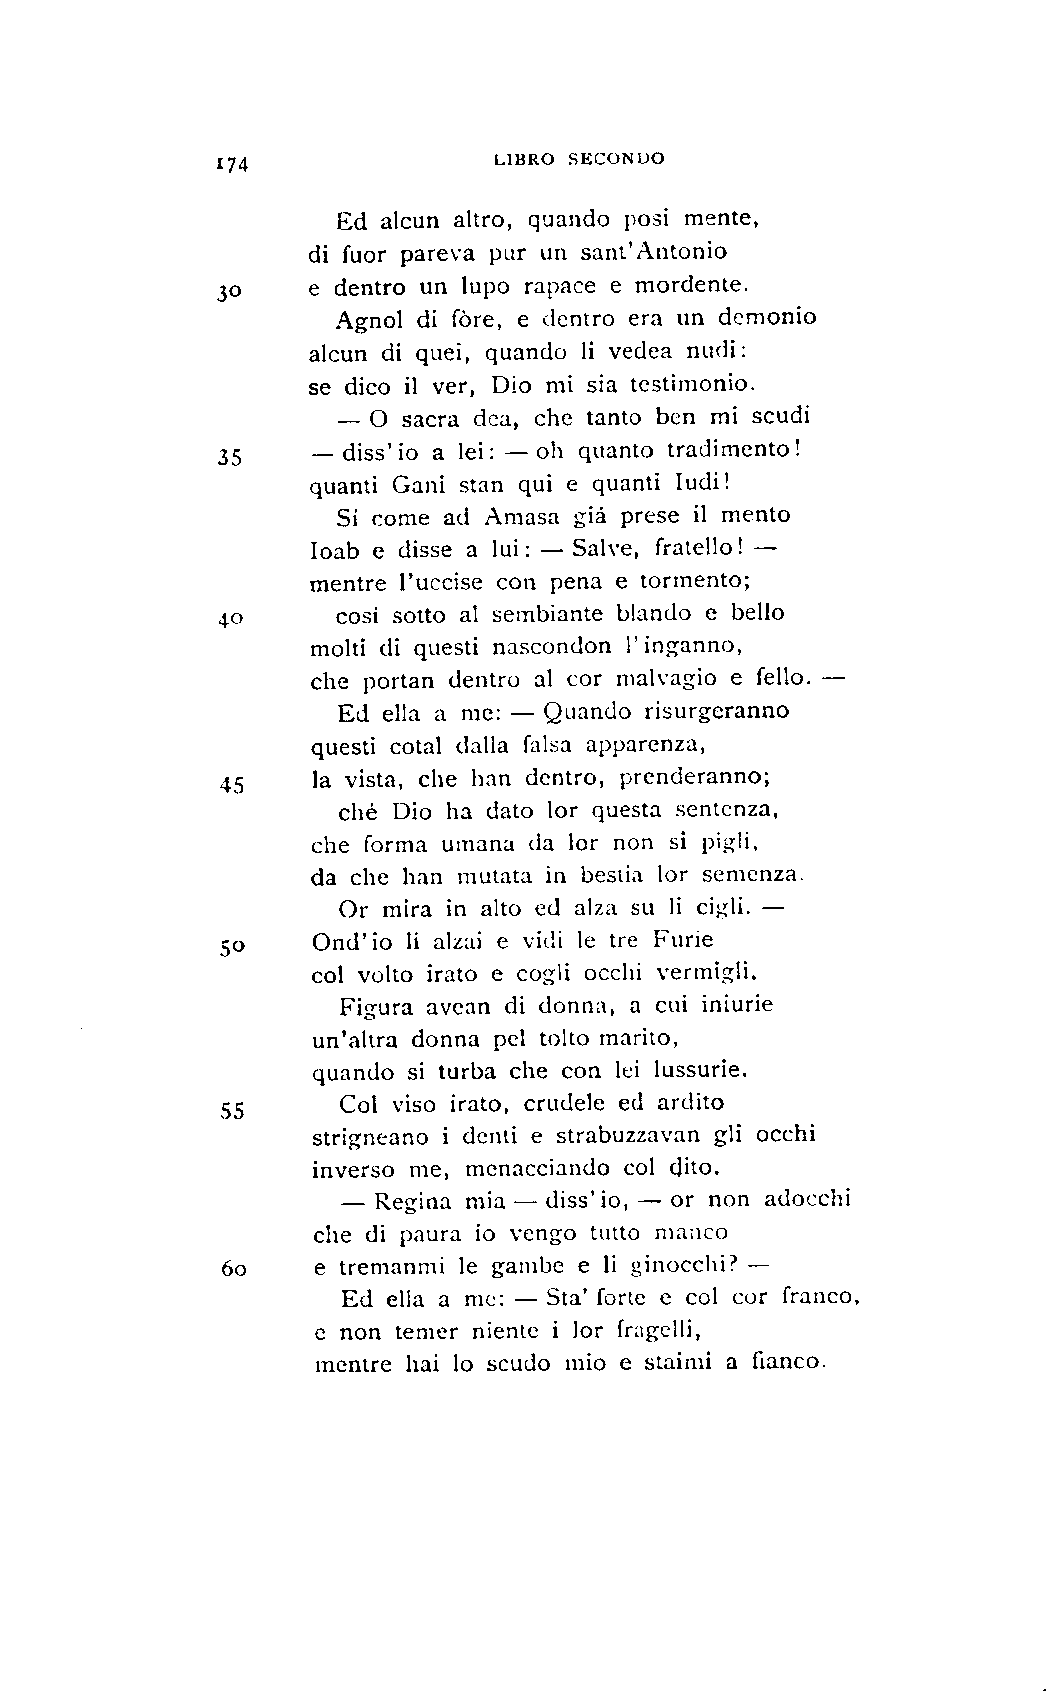 174 LIBRO SECONDO
Ed alcun altro, quando posi mente,
di fuor pareva pur un sant'Antonio
30 e dentro un lupo rapace e mordente.
Agnol di fòre, e dentro era un demonio
alcun di quei, quando li vedea nudi:
se dico il ver, Dio mi sia testimonio.
— O sacra dea, che tanto ben mi scudi
35 — diss'io a lei: — oh quanto tradimento!
quanti Gani stan qui e quanti Iudi!
Sí come ad Amasa giá prese il mento
Ioab e disse a lui: — Salve, fratello! —
mentre l'uccise con pena e tormento;
40 cosí sotto al sembiante blando e bello
molti di questi nascondon l'inganno,
che portan dentro al cor malvagio e fello. —
Ed ella a me: — Quando risurgeranno
questi cotal dalla falsa apparenza,
45 la vista, che han dentro, prenderanno;
ché Dio ha dato lor questa sentenza,
che forma umana da lor non si pigli,
da che han mutata in bestia lor semenza.
Or mira in alto ed alza su li cigli. —
50 Ond'io li alzai e vidi le tre Furie
col volto irato e cogli occhi vermigli.
Figura avean di donna, a cui iniurie
un'altra donna pel tolto marito,
quando si turba che con lei lussurie.
55 Col viso irato, crudele ed ardito
strigneano i denti e strabuzzavan gli occhi
inverso me, menacciando col dito.
— Regina mia — diss'io, — or non adocchi
che di paura io vengo tutto manco
60 e tremanmi le gambe e li ginocchi? —
Ed ella a me: — Sta' forte e col cor franco,
e non temer niente i lor fragelli,
mentre hai lo scudo mio e staimi a fianco.